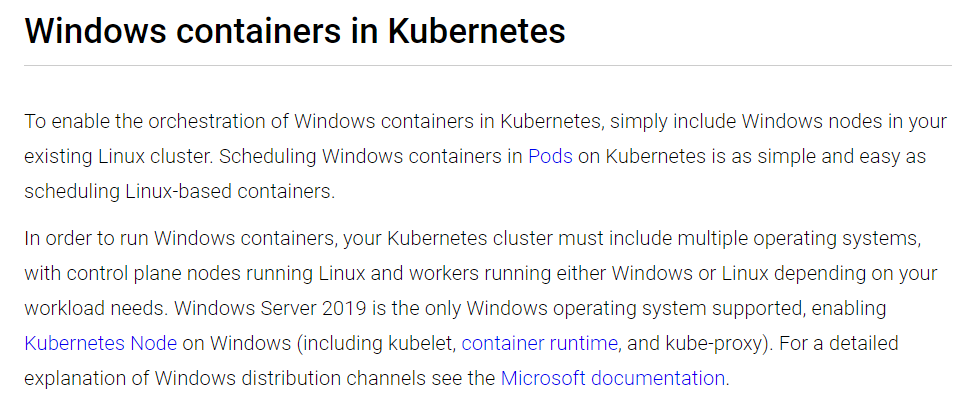 Windows containers in Kubernetes
To enable the orchestration of Windows containers in Kubernetes, simply include Windows nodes in your
existing Linux cluster. Scheduling Windows containers in Pods on Kubernetes is as simple and easy as
scheduling Linux-based containers.
In order to run Windows containers, your Kubernetes cluster must include multiple operating systems,
with control plane nodes running Linux and workers running either Windows or Linux depending on your
workload needs. Windows Server 2019 is the only Windows operating system supported, enabling
Kubernetes Node on Windows (including kubelet, container runtime, and kube-proxy). For a detailed
explanation of Windows distribution channels see the Microsoft documentation.